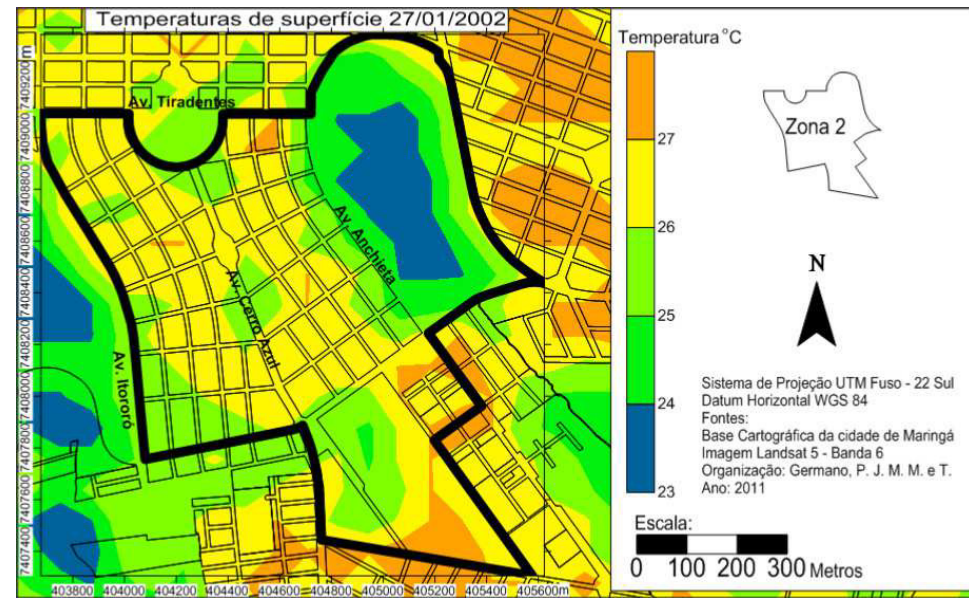 Temperaturas de superfície 27/01/2002
Temperatura °C
27
26
25
24
23
Zona 2
N
Sistema de Projeção UTM Fuso - 22 Sul
Datum Horizontal WGS 84
Fontes:
Base Cartográfica da cidade de Maringá
Imagem Landsat 5 - Banda 6
Organização: Germano, P. J. M. M. e T.
Ano: 2011
Escala:
0 100 200 300 Metros
Av. Tiradentes
Av. Anchieta
Av. Cerro Azul
Av. Itororó
7409200 m
7409000
7408800
7408600
7408400
7408200
7408000
7407800
7407600
7407400
403800 404000 404200 404400 404600 404800 405000 405200 405400 405600m